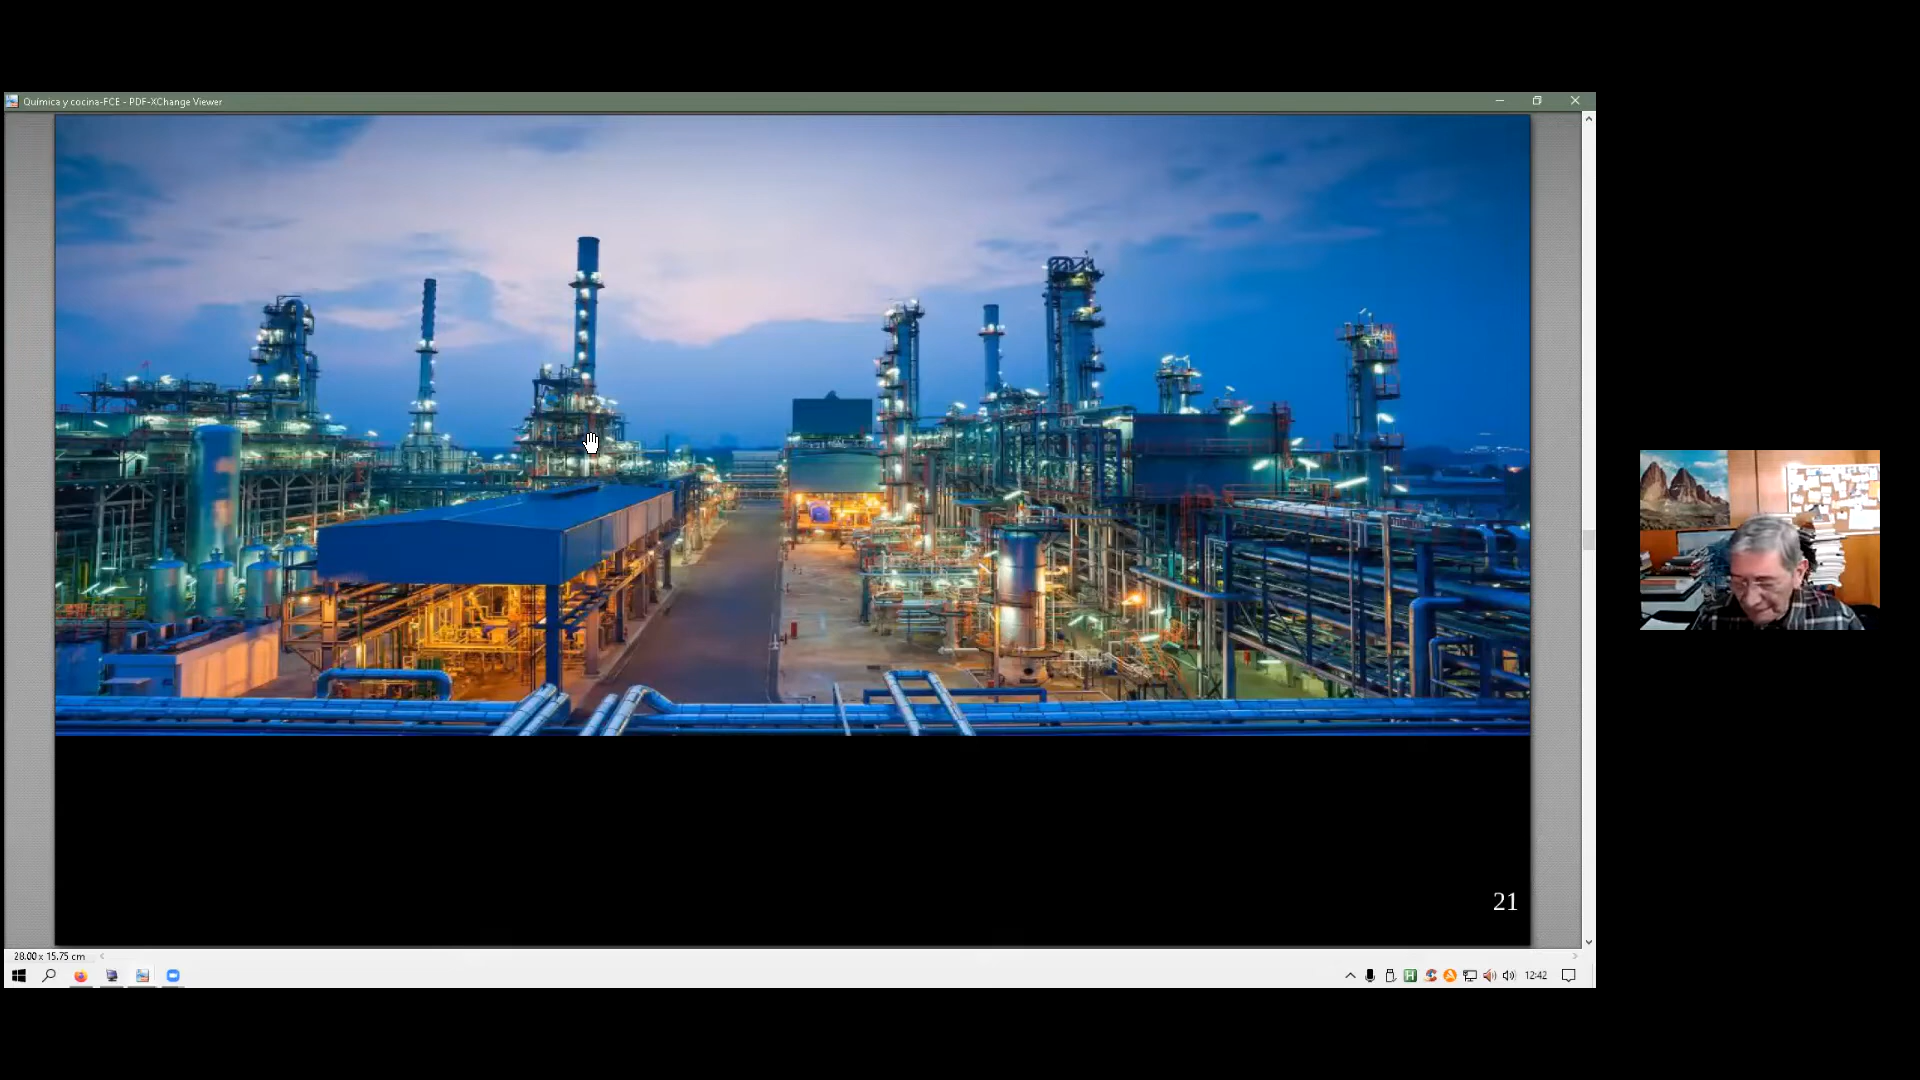 Química y cocina-FCE - PDF-XChange Viewer
21
28.00 x 15.75 cm
12:42